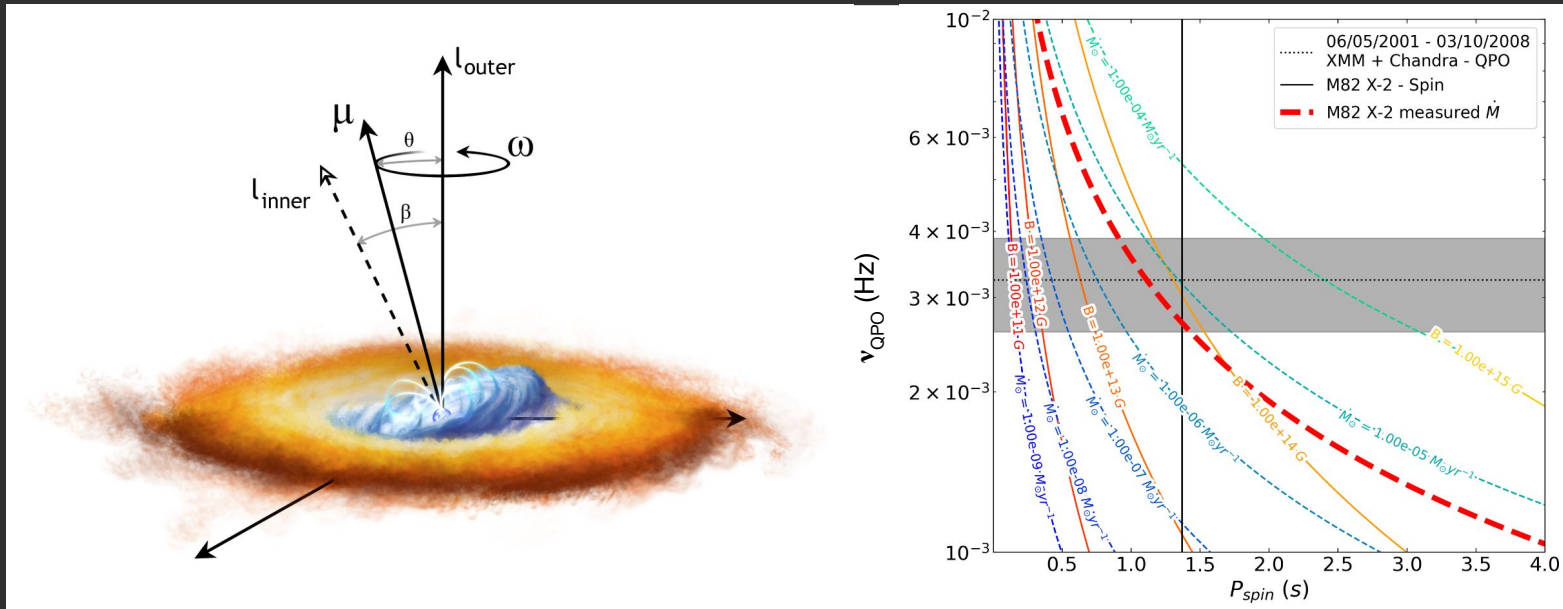 l_outer
μ
θ
ω
l_inner
β
ν_QPO (Hz)
10^-2
6 × 10^-3
4 × 10^-3
3 × 10^-3
2 × 10^-3
10^-3
06/05/2001 - 03/10/2008
XMM + Chandra - QPO
M82 X-2 - Spin
M82 X-2 measured Ṁ
Ṁ⊙ = 1.00e-04 M⊙yr⁻¹
B = 1.00e+11 G
B = 1.00e+12 G
B = 1.00e+13 G
B = 1.00e+14 G
B = 1.00e+15 G
Ṁ⊙ = 1.00e-09 M⊙yr⁻¹
Ṁ⊙ = 1.00e-08 M⊙yr⁻¹
Ṁ⊙ = 1.00e-07 M⊙yr⁻¹
Ṁ⊙ = 1.00e-06 M⊙yr⁻¹
Ṁ⊙ = 1.00e-05 M⊙yr⁻¹
0.5 1.0 1.5 2.0 2.5 3.0 3.5 4.0
P_spin (s)